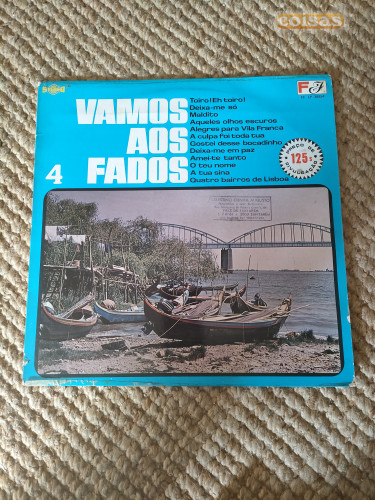 coisas
STEREO
F
VAMOS
AOS
FADOS
4
Toiro! Eh toiro!
Deixa-me só
Maldito
Aqueles olhos escuros
Alegres para Vila Franca
A culpa foi toda tua
Gostei desse bocadinho
Deixa-me em paz
Amei-te tanto
O teu nome
A tua sina
Quatro bairros de Lisboa
PREÇO
125$